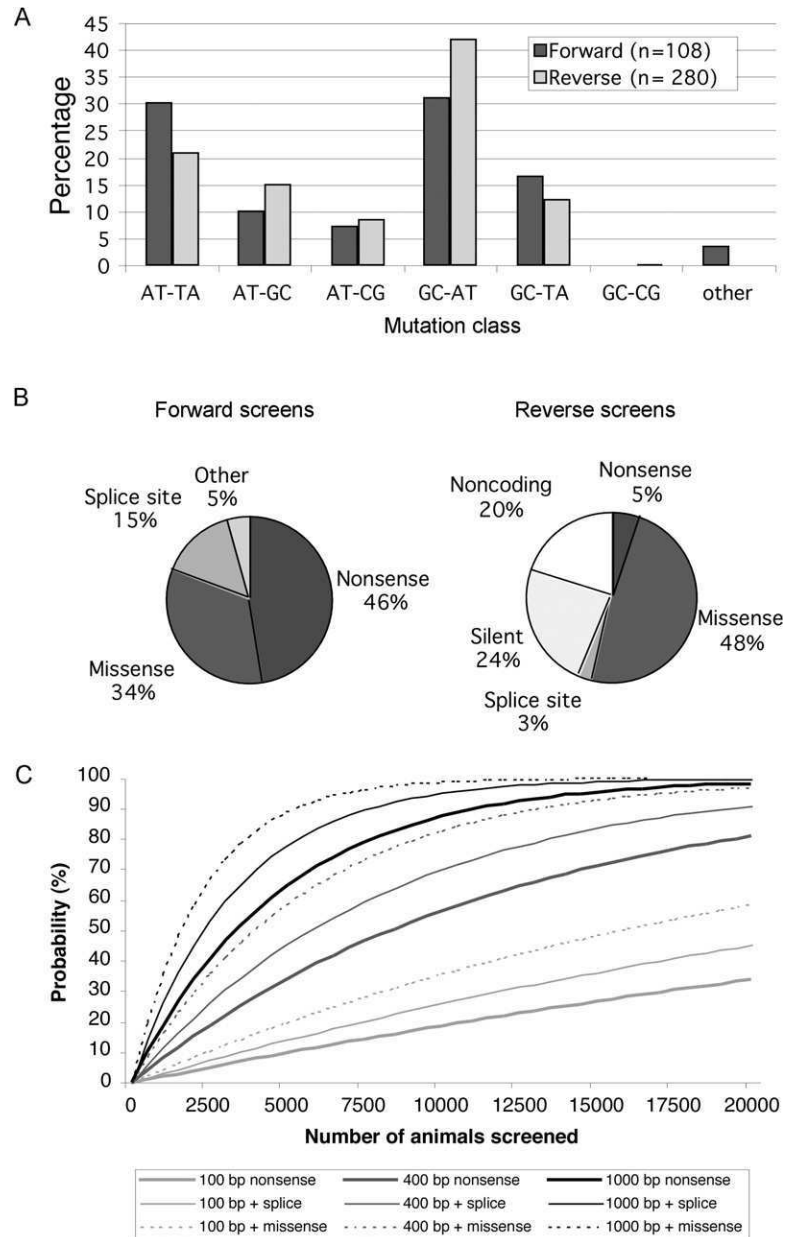 A
45
40
35
30
25
20
15
10
5
0
Percentage
Forward (n=108)
Reverse (n= 280)
AT-TA AT-GC AT-CG GC-AT GC-TA GC-CG other
Mutation class
B
Forward screens
Other
5%
Splice site
15%
Nonsense
46%
Missense
34%
Reverse screens
Noncoding
20%
Nonsense
5%
Missense
48%
Silent
24%
Splice site
3%
C
100
90
80
70
60
50
40
30
20
10
0
Probability (%)
0 2500 5000 7500 10000 12500 15000 17500 20000
Number of animals screened
100 bp nonsense 400 bp nonsense 1000 bp nonsense
100 bp + splice 400 bp + splice 1000 bp + splice
100 bp + missense 400 bp + missense 1000 bp + missense